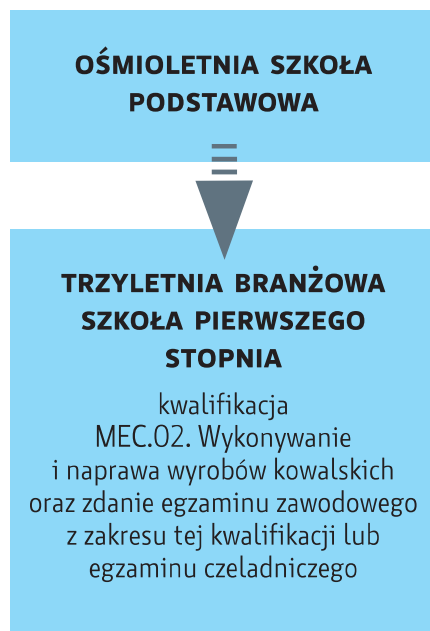 OŚMIOLETNIA SZKOŁA
PODSTAWOWA
TRZYLETNIA BRANŻOWA
SZKOŁA PIERWSZEGO
STOPNIA
kwalifikacja
MEC.02. Wykonywanie
i naprawa wyrobów kowalskich
oraz zdanie egzaminu zawodowego
z zakresu tej kwalifikacji lub
egzaminu czeladniczego